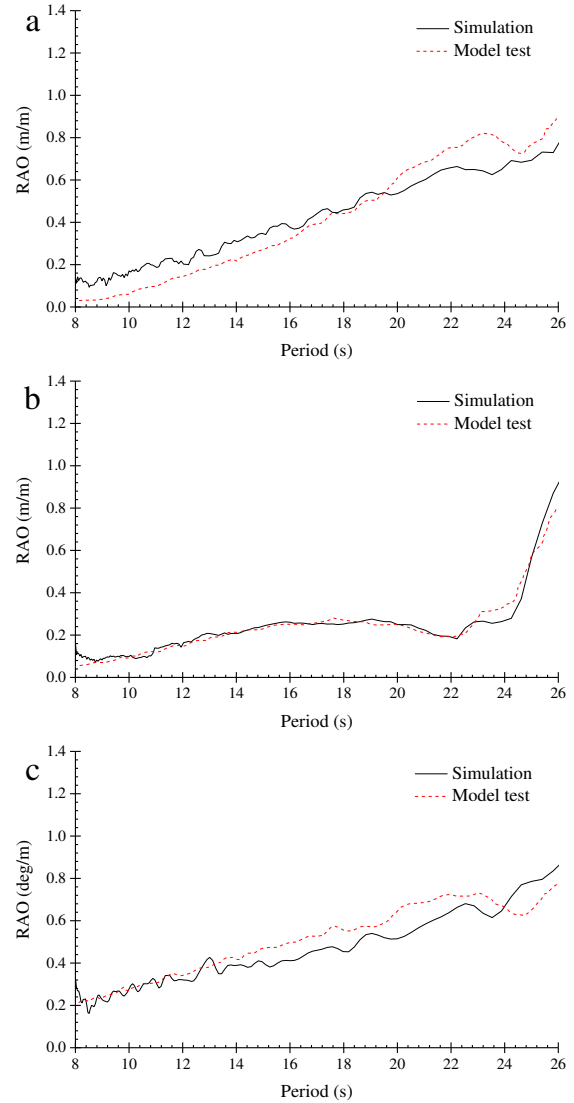 a
1.4
1.2
1.0
0.8
0.6
0.4
0.2
0.0
RAO (m/m)
Simulation
Model test
8 10 12 14 16 18 20 22 24 26
Period (s)
b
1.4
1.2
1.0
0.8
0.6
0.4
0.2
0.0
RAO (m/m)
Simulation
Model test
8 10 12 14 16 18 20 22 24 26
Period (s)
c
1.4
1.2
1.0
0.8
0.6
0.4
0.2
0.0
RAO (deg/m)
Simulation
Model test
8 10 12 14 16 18 20 22 24 26
Period (s)